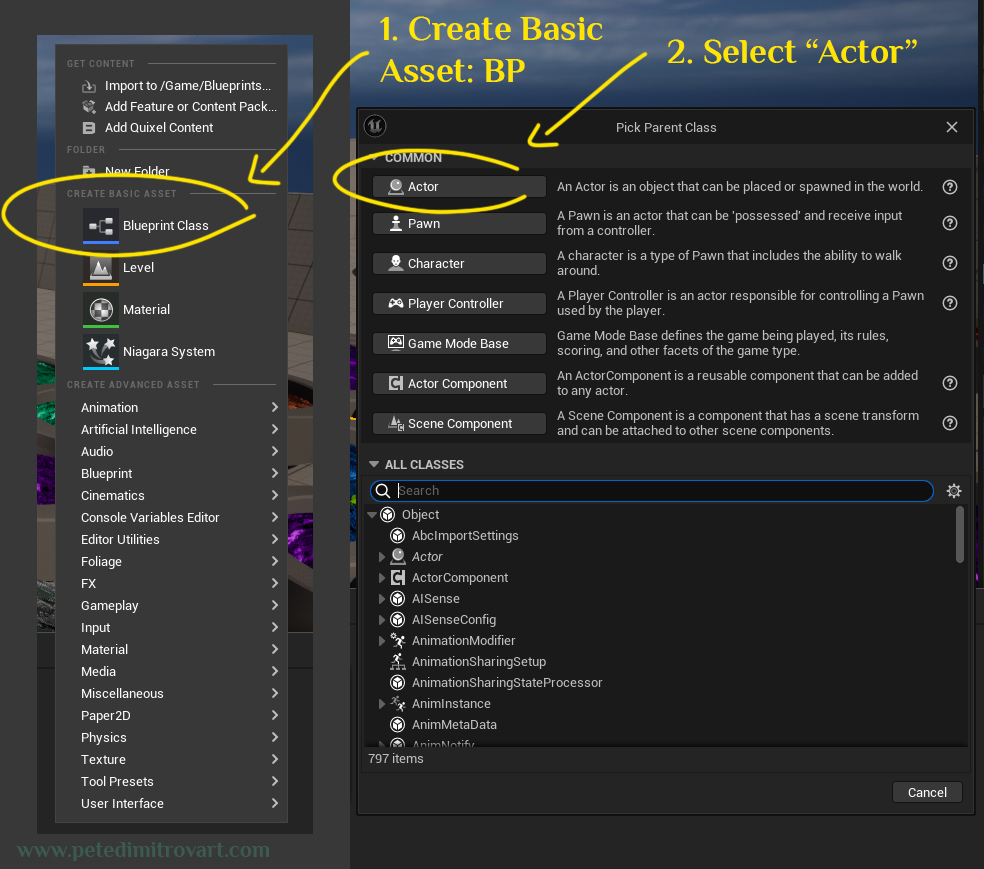 1. Create Basic
Asset: BP
2. Select “Actor”
GET CONTENT
Import to /Game/Blueprints...
Add Feature or Content Pack...
Add Quixel Content
FOLDER
New Folder
CREATE BASIC ASSET
Blueprint Class
Level
Material
Niagara System
CREATE ADVANCED ASSET
Animation
Artificial Intelligence
Audio
Blueprint
Cinematics
Console Variables Editor
Editor Utilities
Foliage
FX
Gameplay
Input
Material
Media
Miscellaneous
Paper2D
Physics
Texture
Tool Presets
User Interface
www.petedimitrovart.com
Pick Parent Class
COMMON
Actor
An Actor is an object that can be placed or spawned in the world.
Pawn
A Pawn is an actor that can be 'possessed' and receive input
from a controller.
Character
A character is a type of Pawn that includes the ability to walk
around.
Player Controller
A Player Controller is an actor responsible for controlling a Pawn
used by the player.
Game Mode Base
Game Mode Base defines the game being played, its rules,
scoring, and other facets of the game type.
Actor Component
An ActorComponent is a reusable component that can be added
to any actor.
Scene Component
A Scene Component is a component that has a scene transform
and can be attached to other scene components.
ALL CLASSES
Search
Object
AbcImportSettings
Actor
ActorComponent
AISense
AISenseConfig
AnimationModifier
AnimationSharingSetup
AnimationSharingStateProcessor
AnimInstance
AnimMetaData
AnimNotify
797 items
Cancel